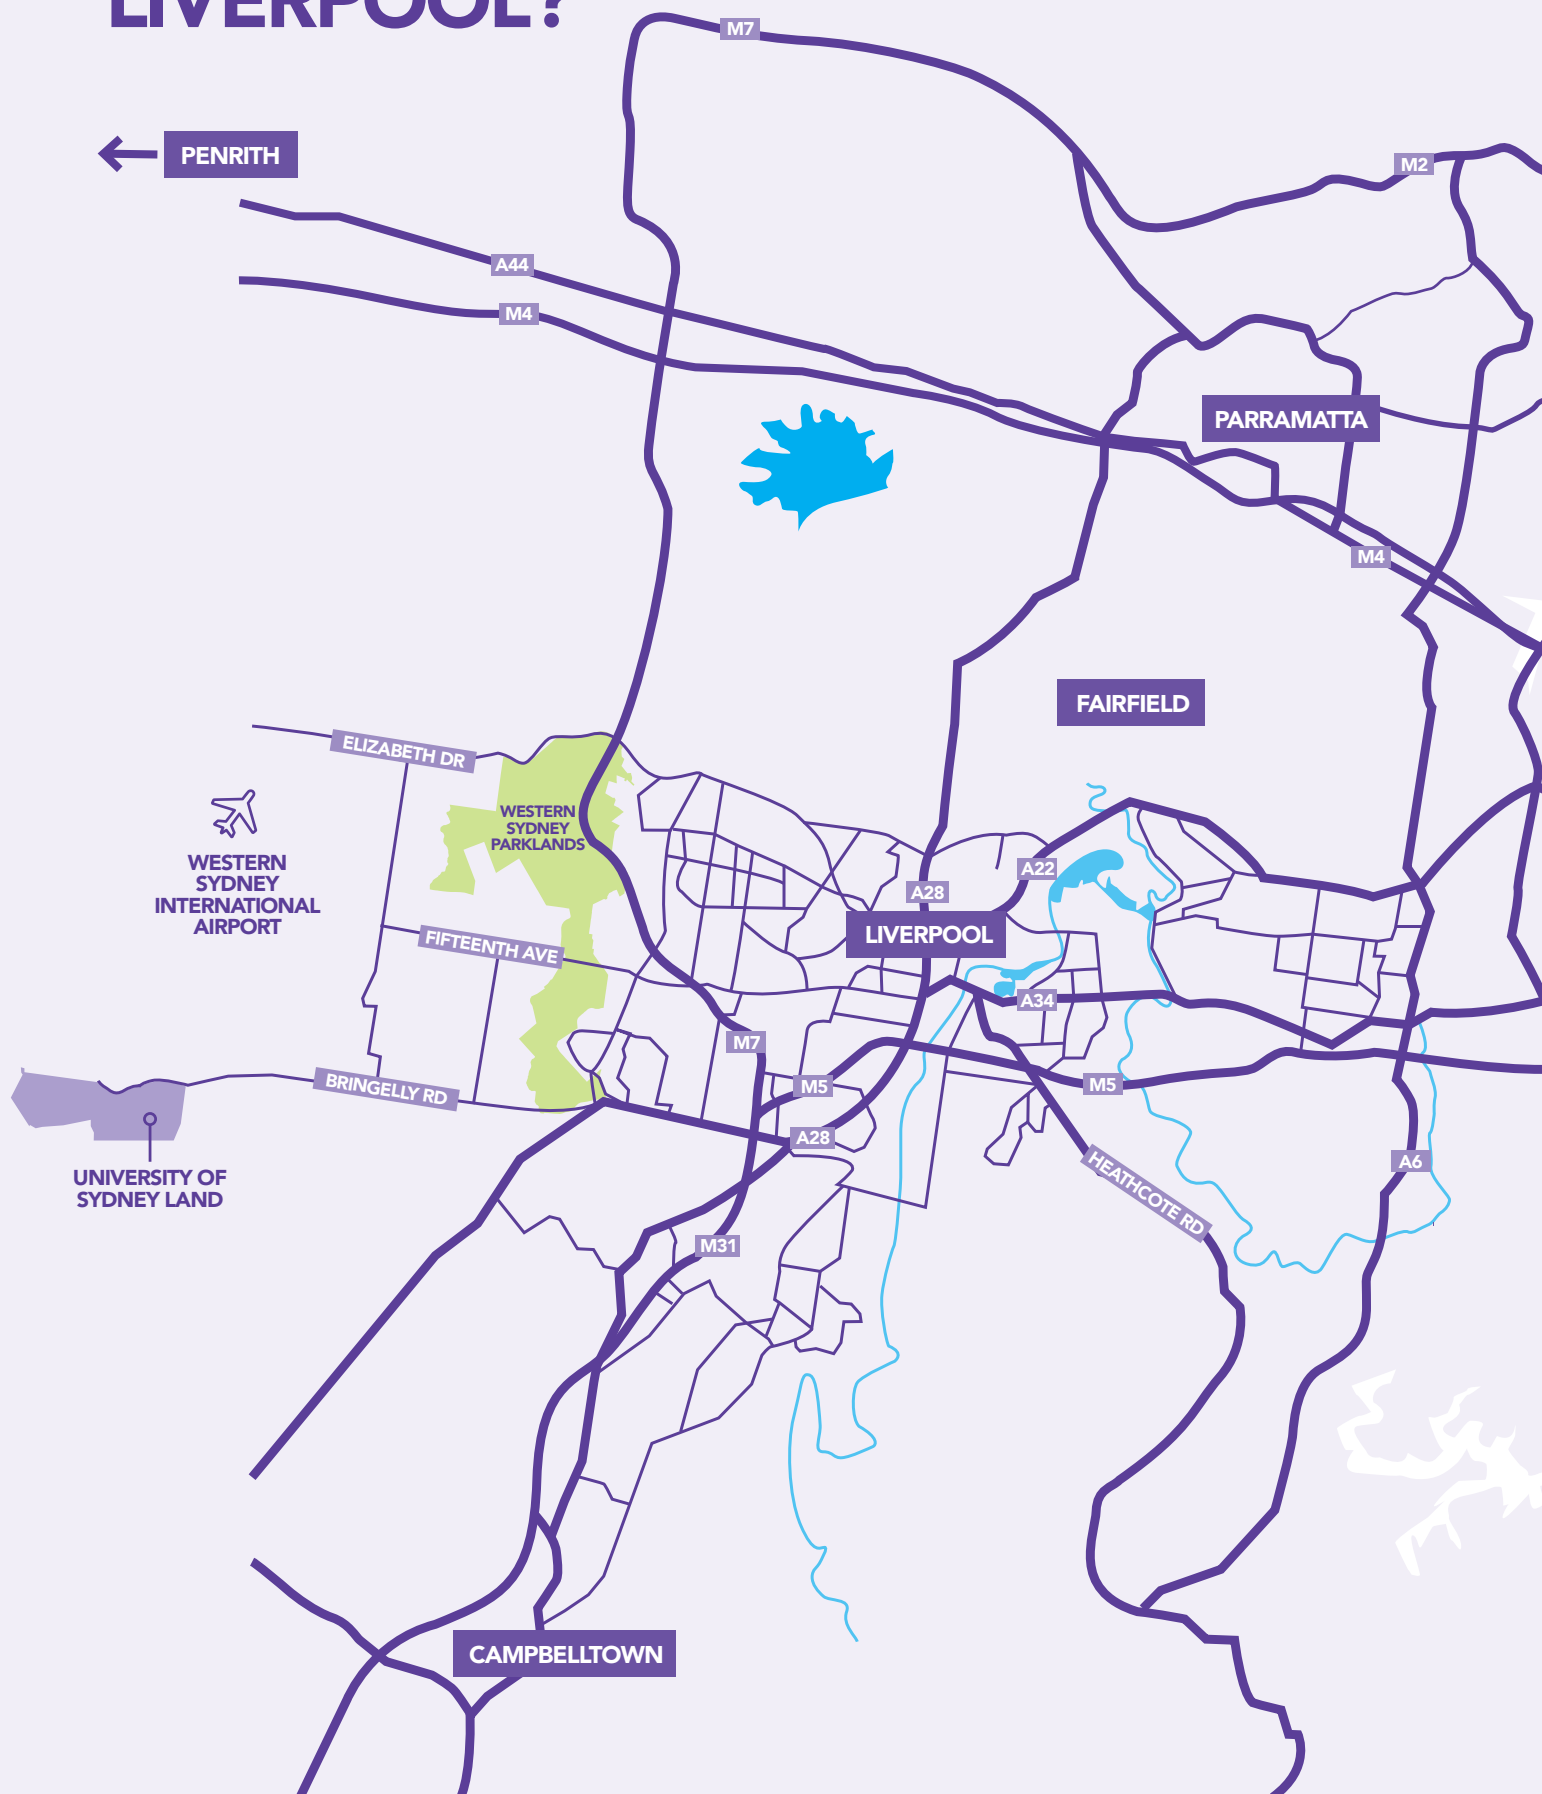 LIVERPOOL?
M7
M2
PENRITH
A44
M4
PARRAMATTA
M4
FAIRFIELD
ELIZABETH DR
WESTERN
SYDNEY
PARKLANDS
WESTERN
SYDNEY
INTERNATIONAL
AIRPORT
A22
A28
LIVERPOOL
FIFTEENTH AVE
A34
M7
M5
M5
BRINGELLY RD
A28
UNIVERSITY OF
SYDNEY LAND
HEATHCOTE RD
A6
M31
CAMPBELLTOWN